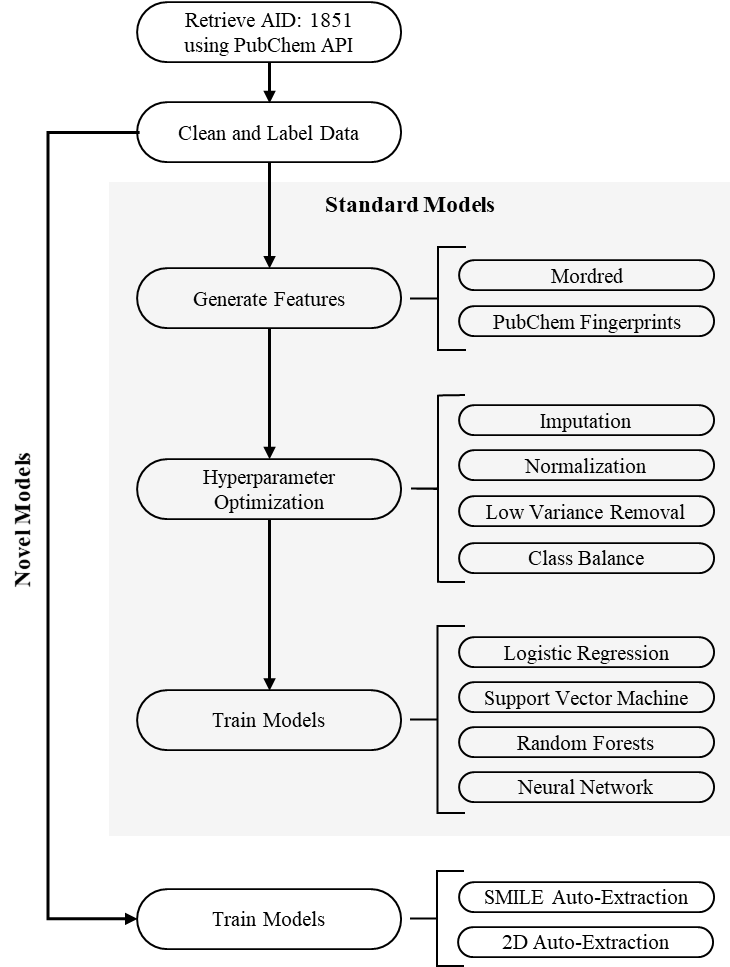 Retrieve AID: 1851
using PubChem API
Clean and Label Data
Standard Models
Generate Features
Mordred
PubChem Fingerprints
Hyperparameter
Optimization
Imputation
Normalization
Low Variance Removal
Class Balance
Novel Models
Train Models
Logistic Regression
Support Vector Machine
Random Forests
Neural Network
Train Models
SMILE Auto-Extraction
2D Auto-Extraction